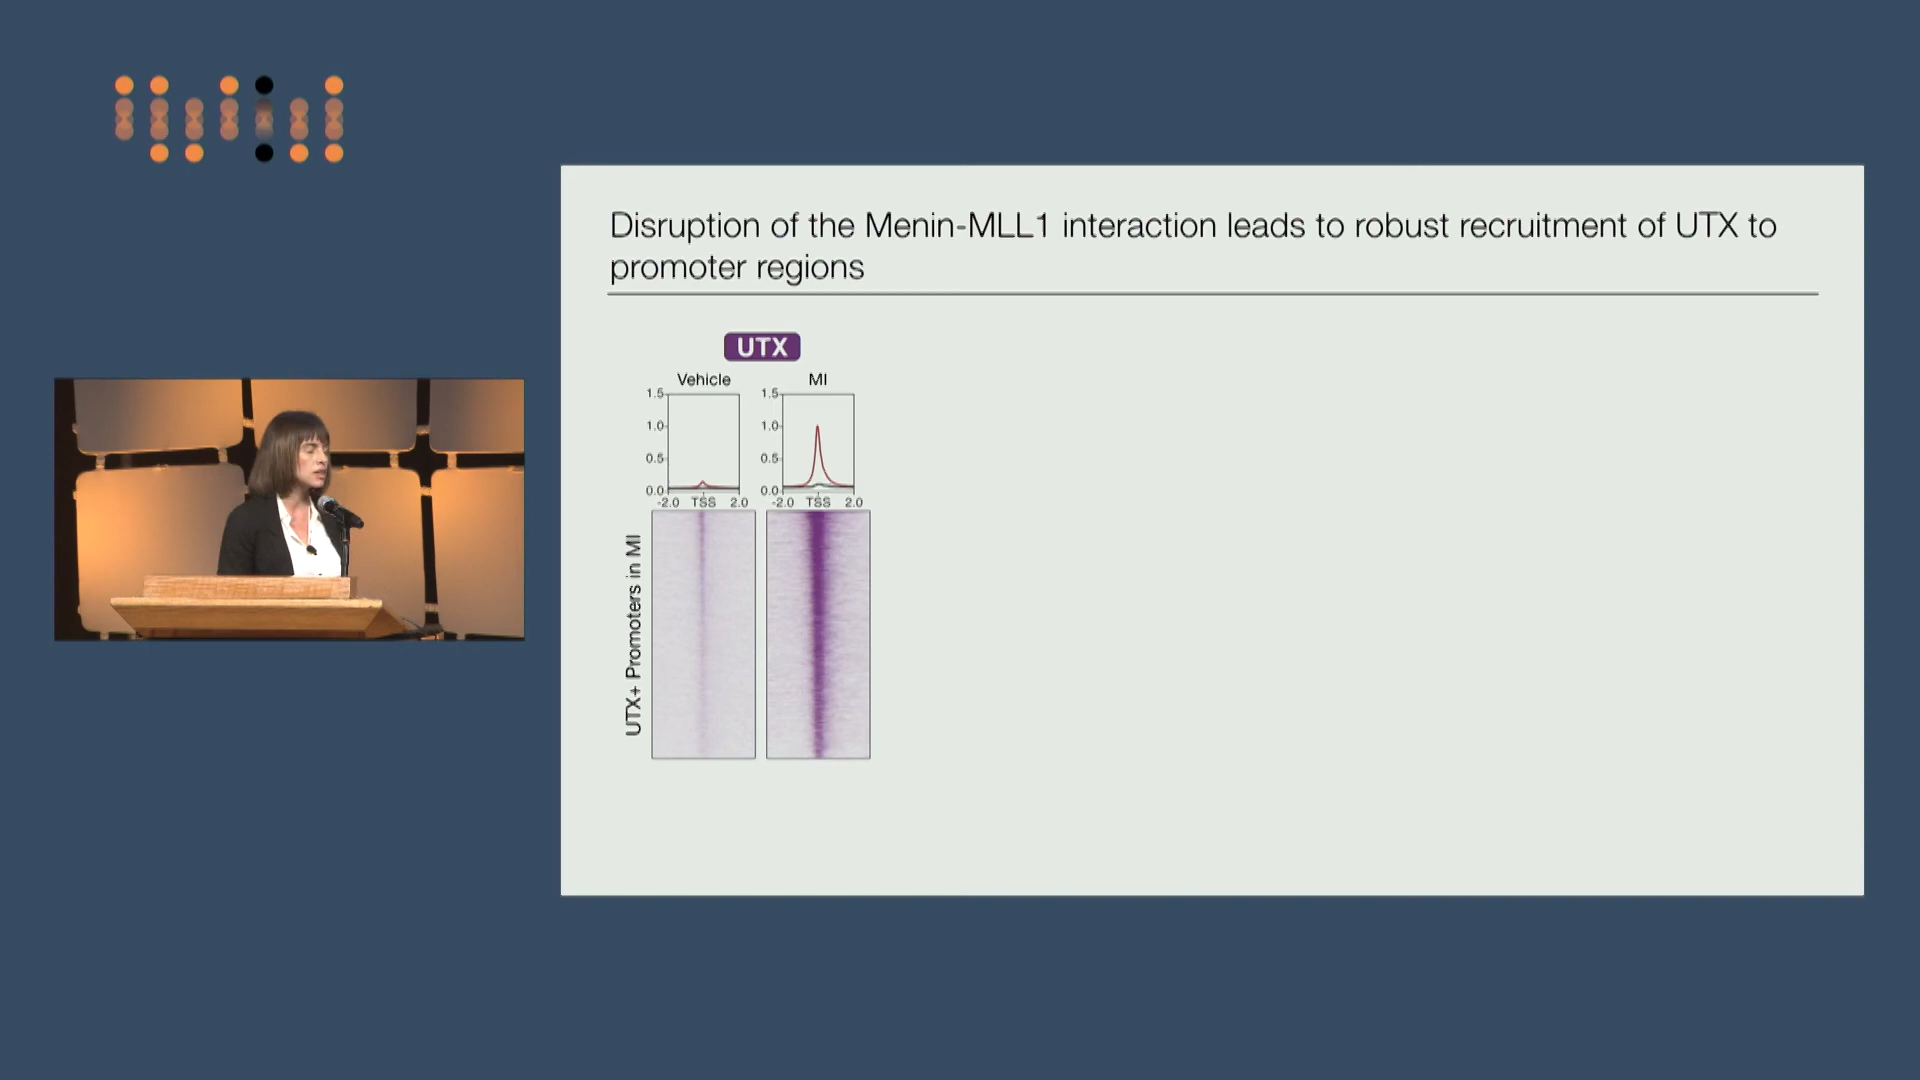 Disruption of the Menin-MLL1 interaction leads to robust recruitment of UTX to
promoter regions
UTX
Vehicle
MI
1.5
1.0
0.5
0.0
-2.0 TSS 2.0
1.5
1.0
0.5
0.0
-2.0 TSS 2.0
UTX+ Promoters in MI